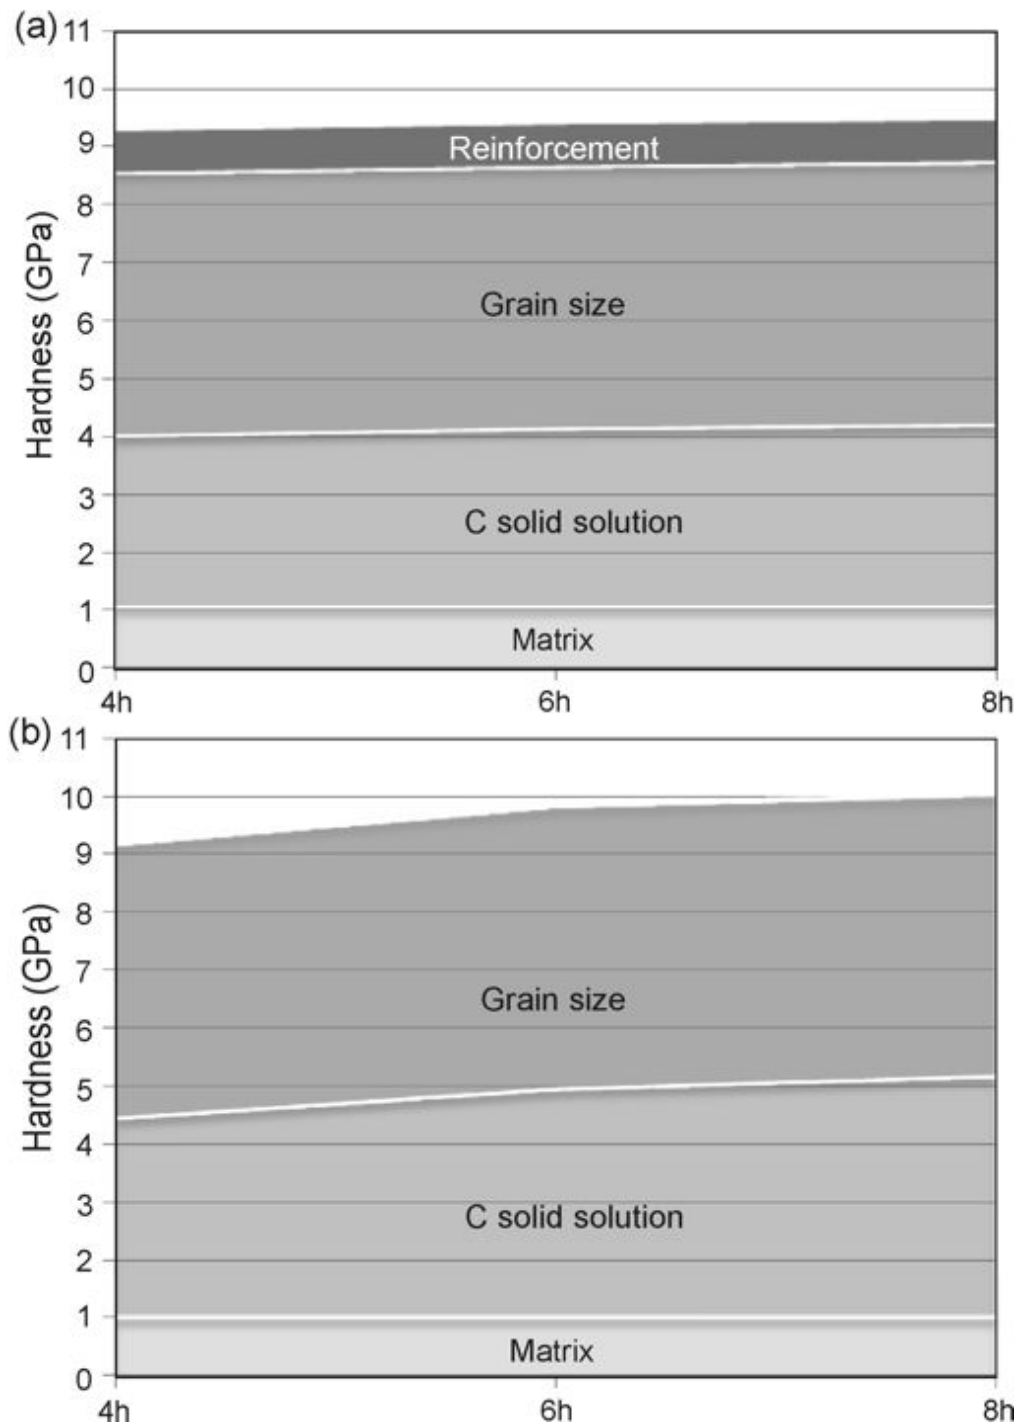 (a)
11
10
9
8
7
6
5
4
3
2
1
0
Hardness (GPa)
Reinforcement
Grain size
C solid solution
Matrix
4h 6h 8h
(b)
11
10
9
8
7
6
5
4
3
2
1
0
Hardness (GPa)
Grain size
C solid solution
Matrix
4h 6h 8h